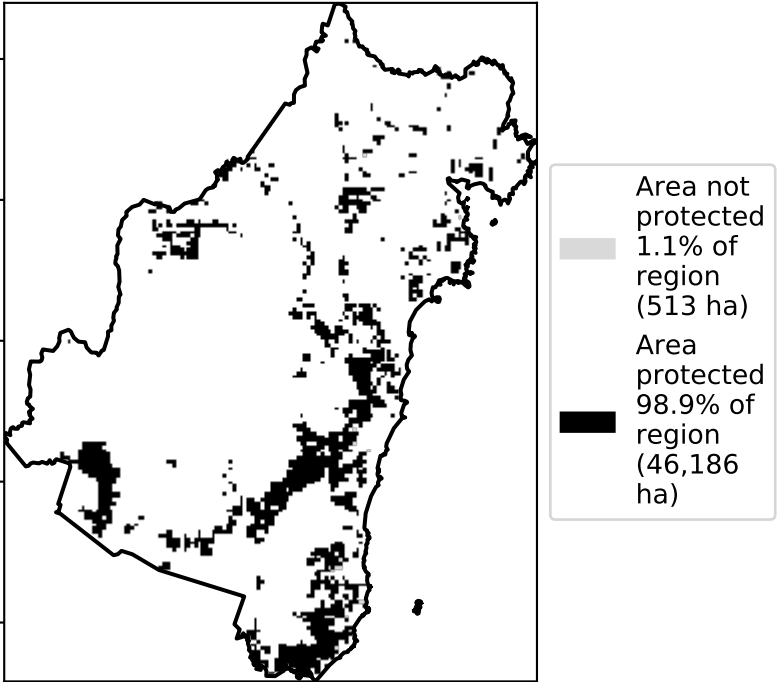 Area not
protected
1.1% of
region
(513 ha)
Area
protected
98.9% of
region
(46,186
ha)